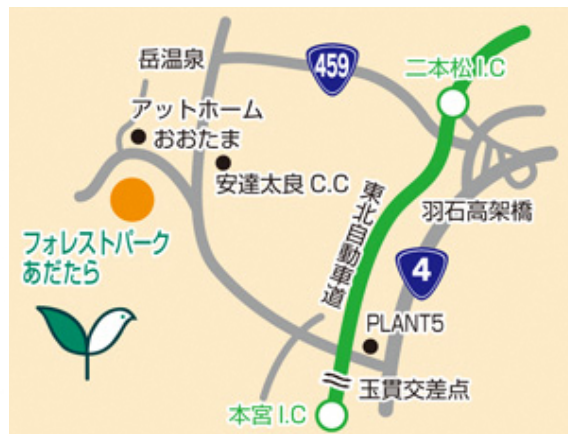 岳温泉
459
二本松I.C
アットホーム
おおたま
安達太良 C.C
羽石高架橋
東北自動車道
フォレストパーク
あだたら
4
PLANT5
玉貫交差点
本宮 I.C